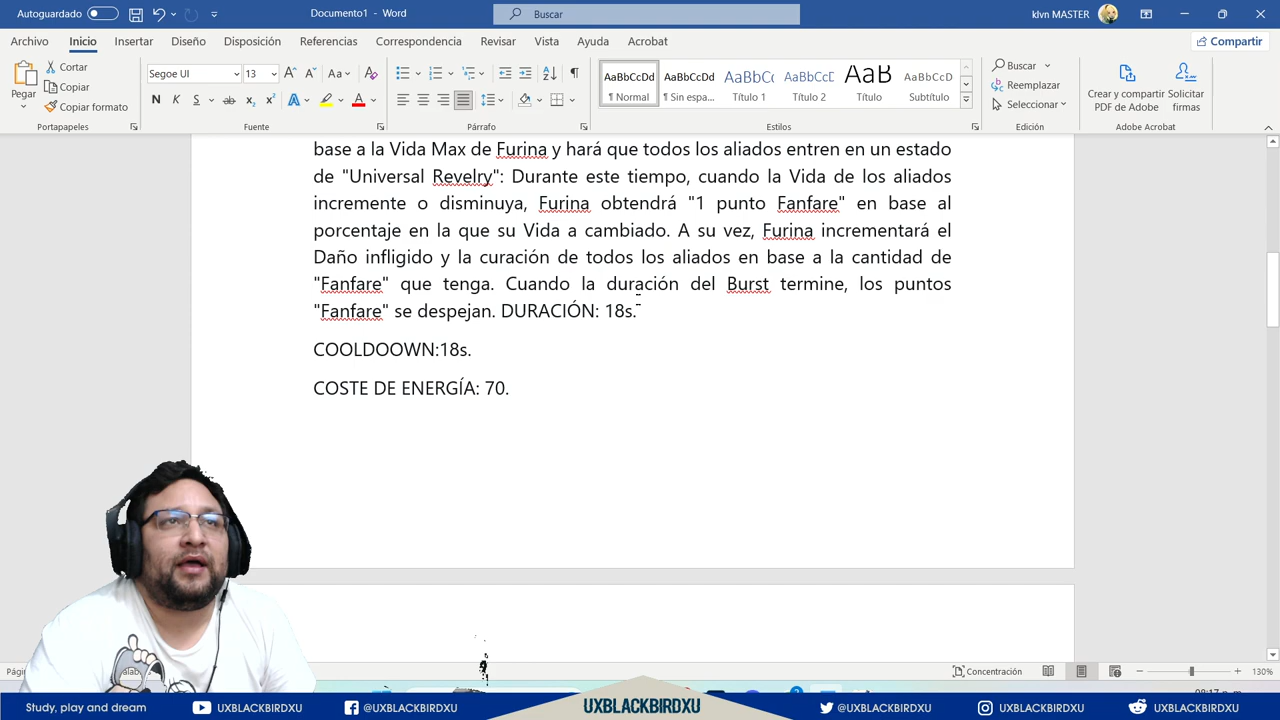 Autoguardado
Documento1 - Word
Buscar
klvn MASTER
Archivo Inicio Insertar Diseño Disposición Referencias Correspondencia Revisar Vista Ayuda Acrobat
Compartir
Pegar
Cortar
Copiar
Copiar formato
Portapapeles
Segoe UI 13
N K S ab
Fuente
Párrafo
AaBbCcDd AaBbCcDd AaBbCc AaBbCcD AaB AaBbCcD
¶ Normal ¶ Sin espa... Título 1 Título 2 Título Subtítulo
Estilos
Buscar
Reemplazar
Seleccionar
Edición
Crear y compartir PDF de Adobe
Solicitar firmas
Adobe Acrobat
base a la Vida Max de Furina y hará que todos los aliados entren en un estado
de "Universal Revelry": Durante este tiempo, cuando la Vida de los aliados
incremente o disminuya, Furina obtendrá "1 punto Fanfare" en base al
porcentaje en la que su Vida a cambiado. A su vez, Furina incrementará el
Daño infligido y la curación de todos los aliados en base a la cantidad de
"Fanfare" que tenga. Cuando la duración del Burst termine, los puntos
"Fanfare" se despejan. DURACIÓN: 18s.
COOLDOOWN:18s.
COSTE DE ENERGÍA: 70.
Concentración
130%
Study, play and dream
UXBLACKBIRDXU
@UXBLACKBIRDXU
UXBLACKBIRDXU
@UXBLACKBIRDXU
UXBLACKBIRDXU
UXBLACKBIRDXU